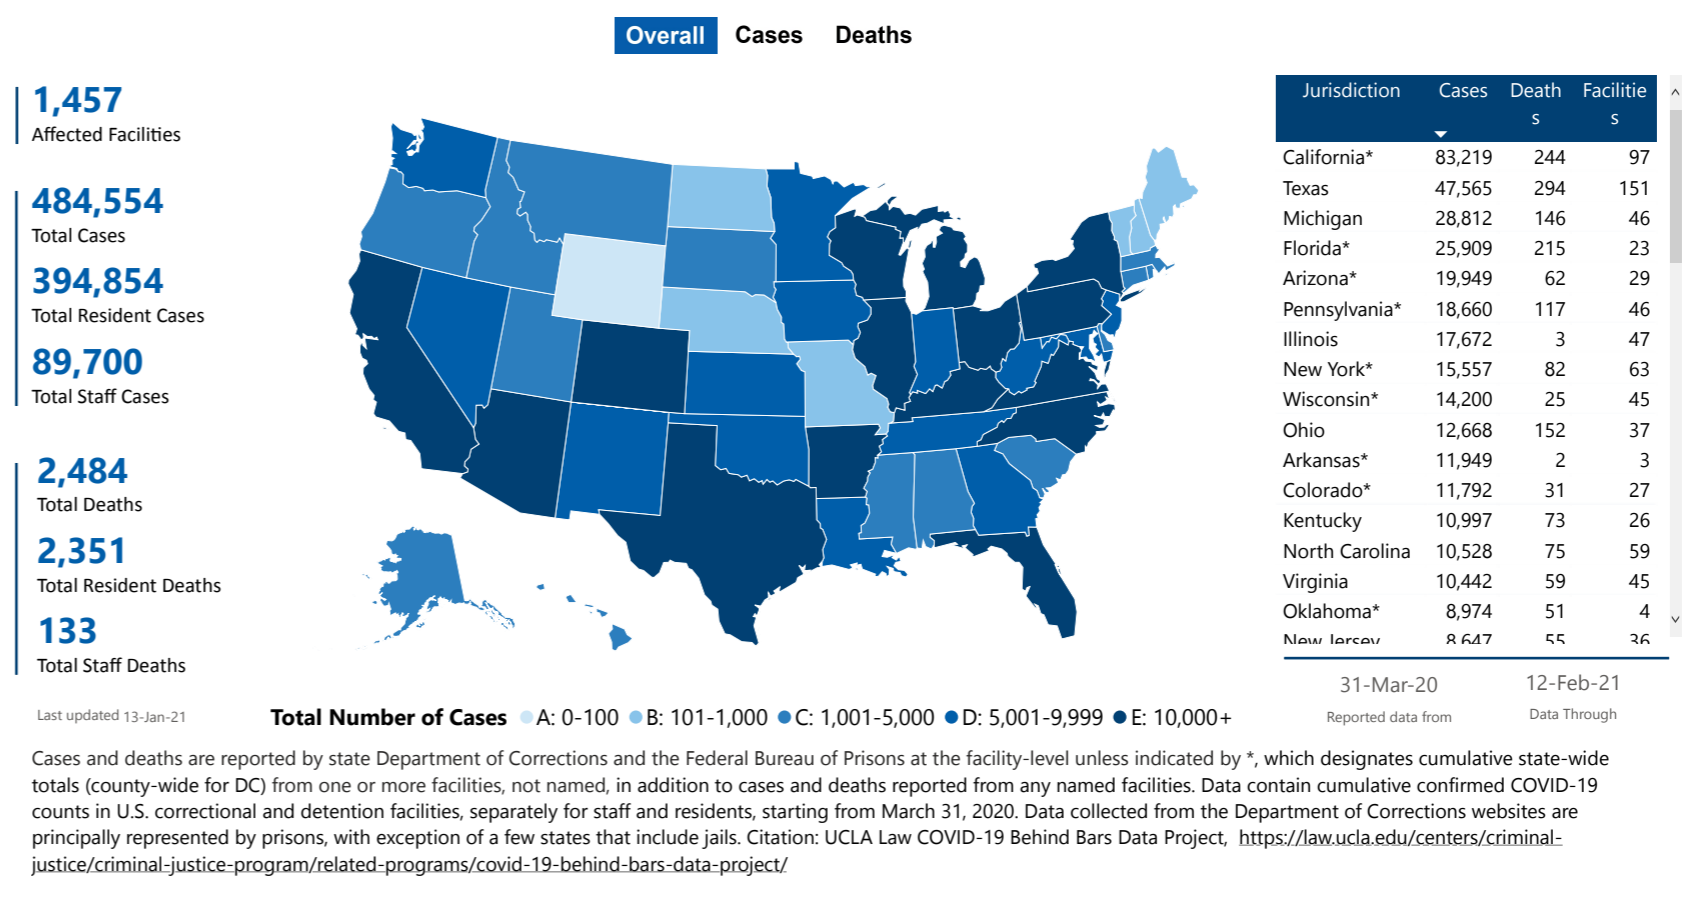 Overall Cases Deaths
1,457
Affected Facilities
484,554
Total Cases
394,854
Total Resident Cases
89,700
Total Staff Cases
2,484
Total Deaths
2,351
Total Resident Deaths
133
Total Staff Deaths
Last updated 13-Jan-21
Total Number of Cases A: 0-100 B: 101-1,000 C: 1,001-5,000 D: 5,001-9,999 E: 10,000+
Jurisdiction Cases Death Facilitie
s s
California* 83,219 244 97
Texas 47,565 294 151
Michigan 28,812 146 46
Florida* 25,909 215 23
Arizona* 19,949 62 29
Pennsylvania* 18,660 117 46
Illinois 17,672 3 47
New York* 15,557 82 63
Wisconsin* 14,200 25 45
Ohio 12,668 152 37
Arkansas* 11,949 2 3
Colorado* 11,792 31 27
Kentucky 10,997 73 26
North Carolina 10,528 75 59
Virginia 10,442 59 45
Oklahoma* 8,974 51 4
New Jersey 8,647 55 36
31-Mar-20 12-Feb-21
Reported data from Data Through
Cases and deaths are reported by state Department of Corrections and the Federal Bureau of Prisons at the facility-level unless indicated by *, which designates cumulative state-wide
totals (county-wide for DC) from one or more facilities, not named, in addition to cases and deaths reported from any named facilities. Data contain cumulative confirmed COVID-19
counts in U.S. correctional and detention facilities, separately for staff and residents, starting from March 31, 2020. Data collected from the Department of Corrections websites are
principally represented by prisons, with exception of a few states that include jails. Citation: UCLA Law COVID-19 Behind Bars Data Project, https://law.ucla.edu/centers/criminal-
justice/criminal-justice-program/related-programs/covid-19-behind-bars-data-project/